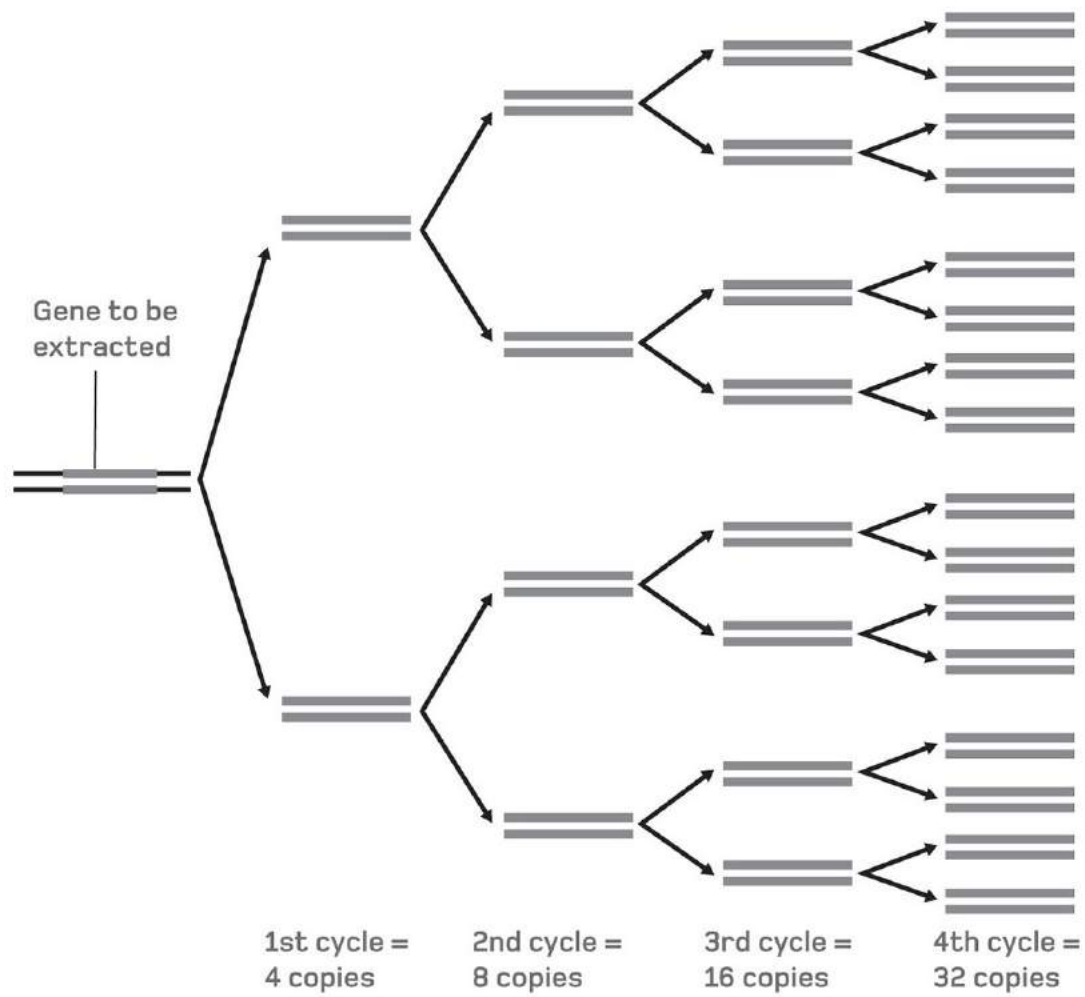 Gene to be
extracted
1st cycle =
4 copies
2nd cycle =
8 copies
3rd cycle =
16 copies
4th cycle =
32 copies